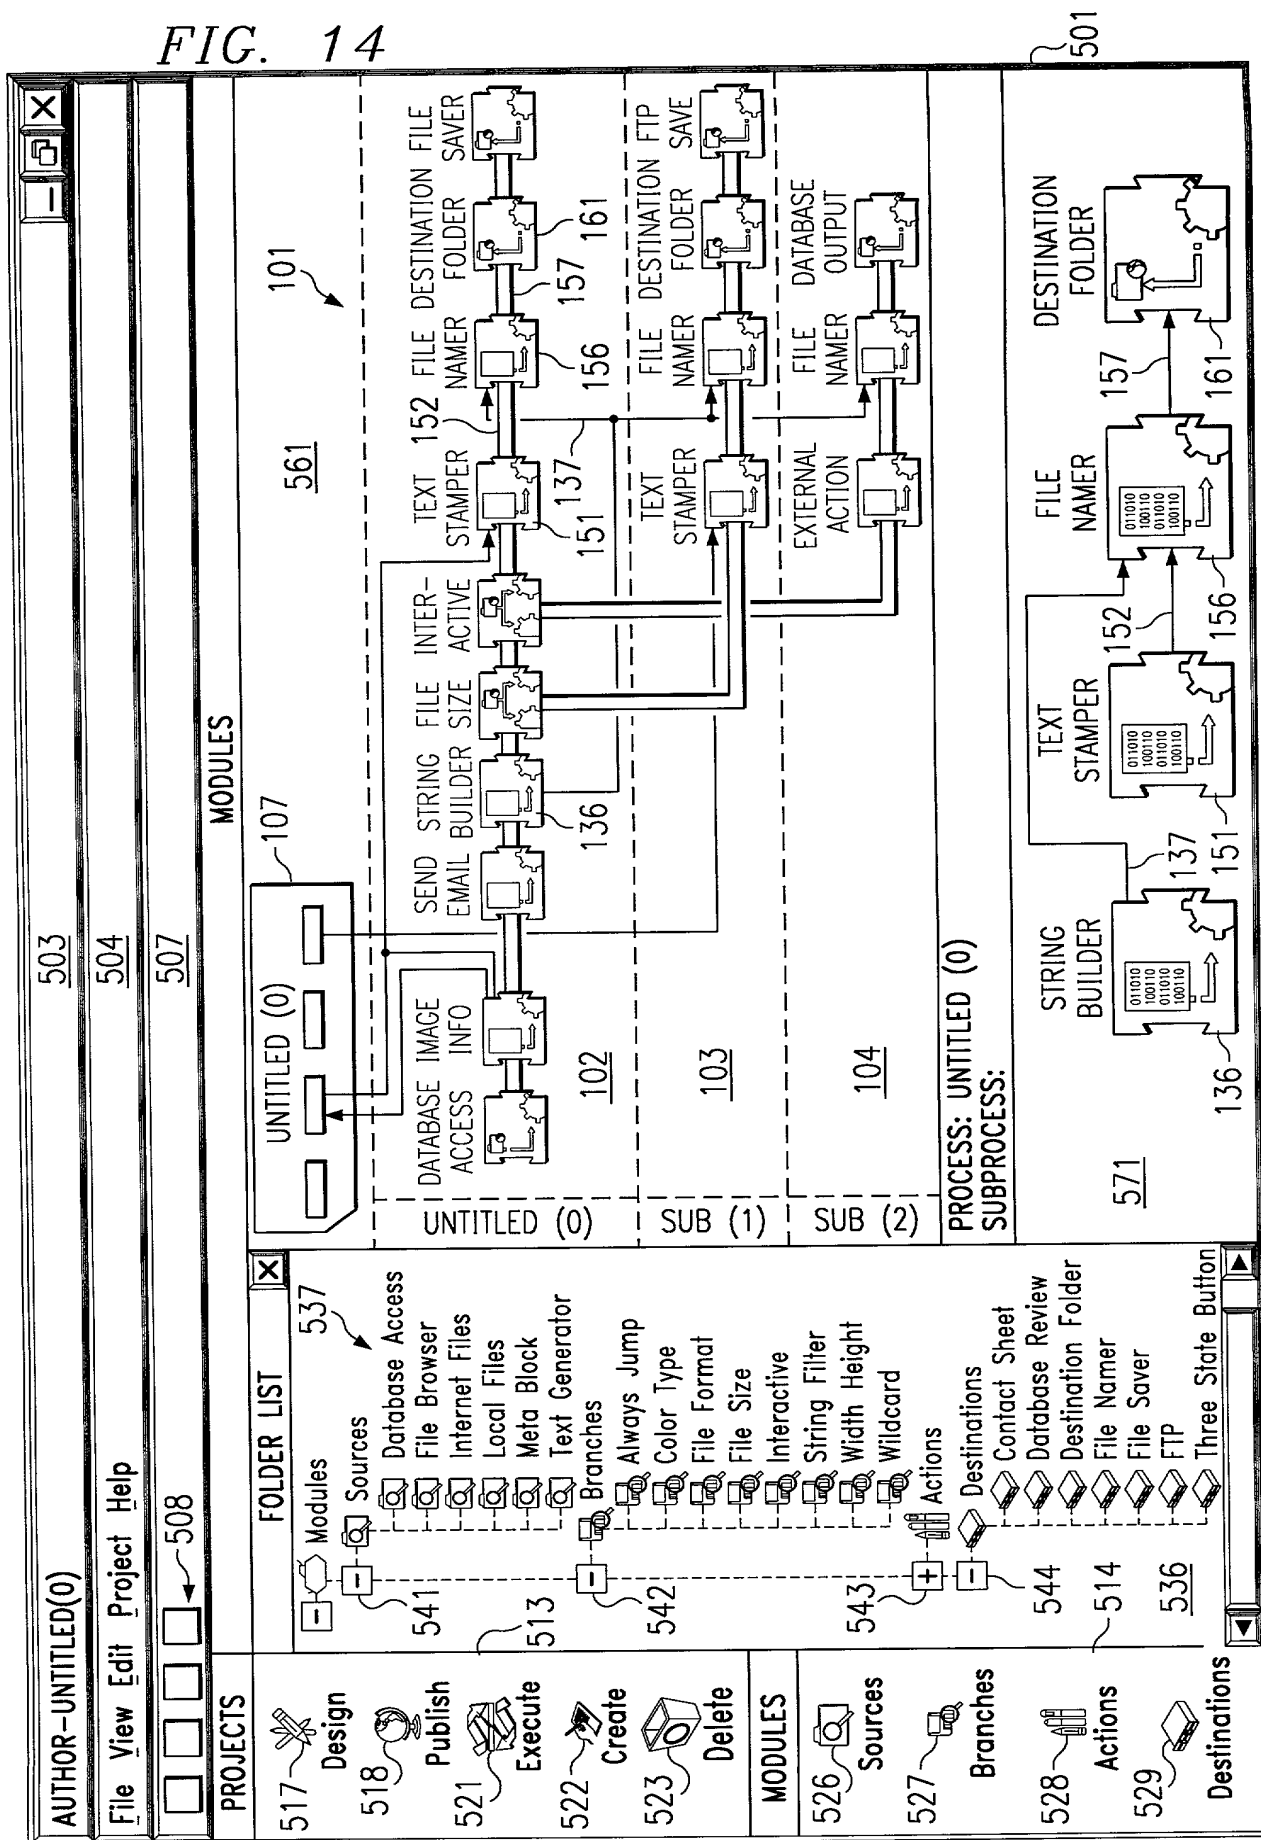 FIG. 14
AUTHOR-UNTITLED(0)
503
File View Edit Project Help
504
508
507
PROJECTS
517
Design
518
Publish
521
Execute
522
Create
523
Delete
513
MODULES
526
Sources
527
Branches
528
Actions
529
Destinations
514
FOLDER LIST
537
Modules
Sources
541
Database Access
File Browser
Internet Files
Local Files
Meta Block
Text Generator
Branches
542
Always Jump
Color Type
File Format
File Size
Interactive
String Filter
Width Height
Wildcard
Actions
543
Destinations
544
Contact Sheet
Database Review
Destination Folder
File Namer
File Saver
FTP
Three State Button
536
MODULES
107
UNTITLED (0)
561
101
UNTITLED (0)
DATABASE ACCESS
IMAGE INFO
SEND EMAIL
STRING BUILDER
FILE SIZE
INTER-ACTIVE
TEXT STAMPER
152
FILE NAMER
DESTINATION FOLDER
FILE SAVER
102
136
151
137
156
157
161
SUB (1)
103
TEXT STAMPER
FILE NAMER
DESTINATION FOLDER
FTP SAVE
SUB (2)
104
EXTERNAL ACTION
FILE NAMER
DATABASE OUTPUT
PROCESS: UNTITLED (0)
SUBPROCESS:
571
STRING BUILDER
TEXT STAMPER
FILE NAMER
DESTINATION FOLDER
011010
100110
011010
100110
011010
100110
011010
100110
011010
100110
011010
100110
136
137
151
152
156
157
161
501